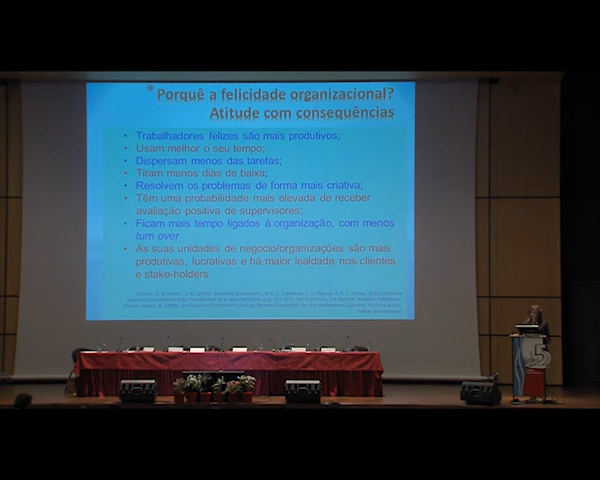 * Porquê a felicidade organizacional?
Atitude com consequências
• Trabalhadores felizes são mais produtivos;
• Usam melhor o seu tempo;
• Dispersam menos das tarefas;
• Tiram menos dias de baixa;
• Resolvem os problemas de forma mais criativa;
• Têm uma probabilidade mais elevada de receber
avaliação positiva de supervisores;
• Ficam mais tempo ligados à organização, com menos
turn over
• As suas unidades de negocio/organizações são mais
produtivas, lucrativas e há maior lealdade nos clientes
e stake-holders.
5